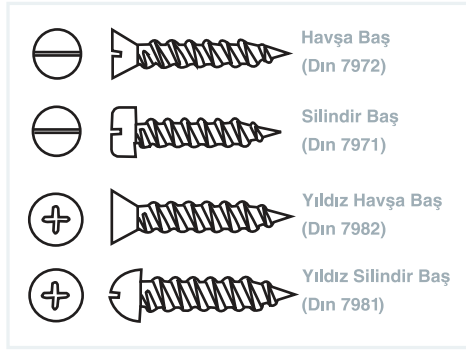 Havşa Baş
(Dın 7972)
Silindir Baş
(Dın 7971)
Yıldız Havşa Baş
(Dın 7982)
Yıldız Silindir Baş
(Dın 7981)